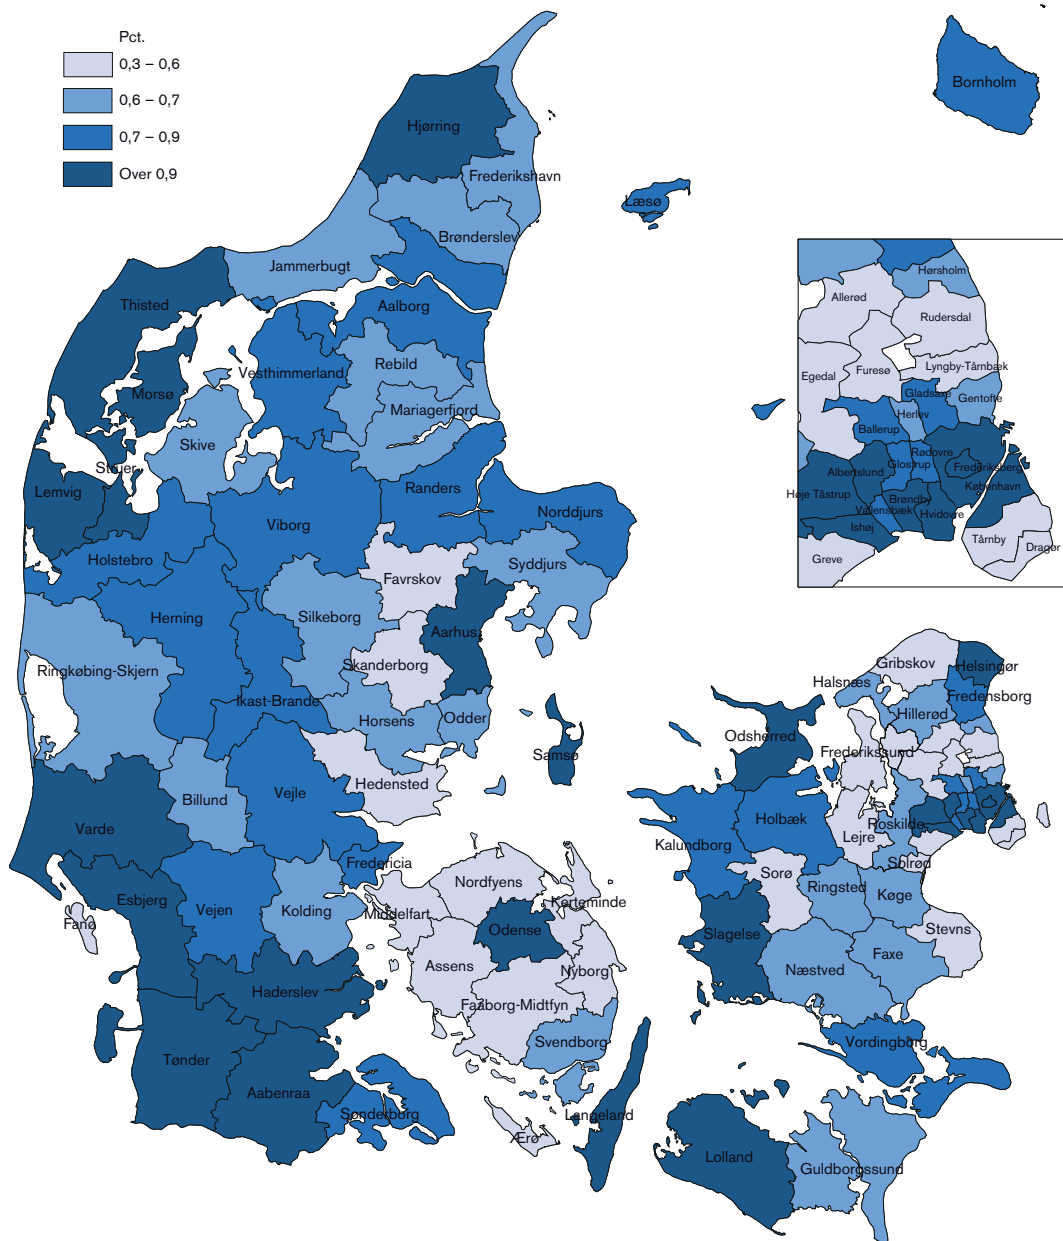 Pct.
0,3 – 0,6
0,6 – 0,7
0,7 – 0,9
Over 0,9
Bornholm
Hjørring
Frederikshavn
Læsø
Brønderslev
Jammerbugt
Thisted
Aalborg
Rebild
Vesthimmerland
Morsø
Mariagerfjord
Skive
Struer
Lemvig
Randers
Norddjurs
Viborg
Holstebro
Syddjurs
Favrskov
Herning
Silkeborg
Aarhus
Skanderborg
Ringkøbing-Skjern
Ikast-Brande
Horsens
Odder
Samsø
Hedensted
Billund
Vejle
Varde
Fredericia
Esbjerg
Vejen
Kolding
Fanø
Middelfart
Nordfyens
Kerteminde
Odense
Assens
Nyborg
Haderslev
Faaborg-Midtfyn
Svendborg
Tønder
Aabenraa
Sønderborg
Langeland
Ærø
Hørsholm
Allerød
Rudersdal
Lyngby-Tårnbæk
Furesø
Egedal
Gladsaxe
Gentofte
Herlev
Ballerup
Rødovre
Glostrup
Albertslund
Frederiksberg
København
Høje Tåstrup
Brøndby
Vallensbæk
Hvidovre
Ishøj
Tårnby
Dragør
Greve
Gribskov
Helsingør
Halsnæs
Fredensborg
Hillerød
Odsherred
Frederikssund
Holbæk
Roskilde
Lejre
Kalundborg
Solrød
Sorø
Ringsted
Køge
Stevns
Slagelse
Faxe
Næstved
Vordingborg
Lolland
Guldborgssund